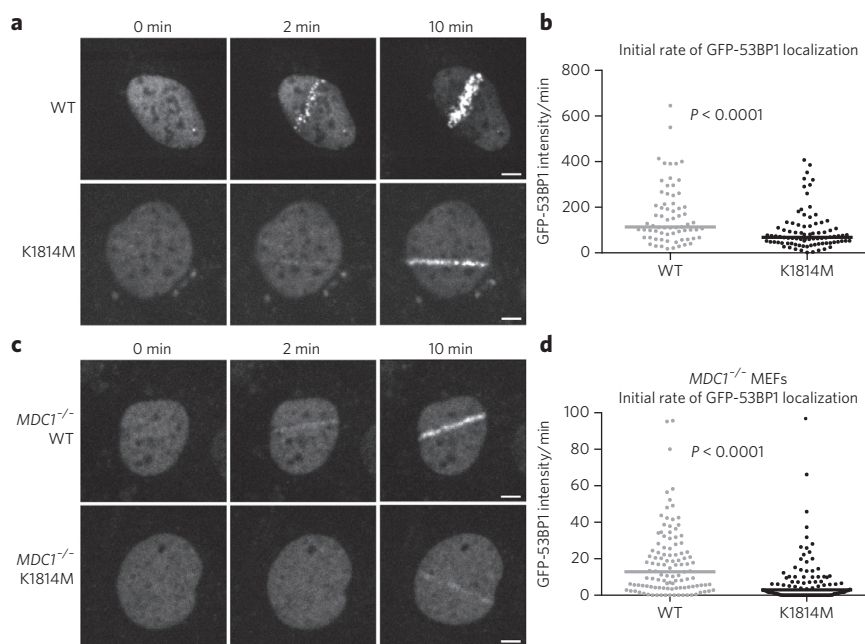 a
0 min 2 min 10 min
WT
K1814M
b
Initial rate of GFP-53BP1 localization
800
600
400
200
0
GFP-53BP1 intensity/min
P < 0.0001
WT K1814M
c
0 min 2 min 10 min
MDC1−/−
WT
MDC1−/−
K1814M
d
MDC1−/− MEFs
Initial rate of GFP-53BP1 localization
100
80
60
40
20
0
GFP-53BP1 intensity/min
P < 0.0001
WT K1814M